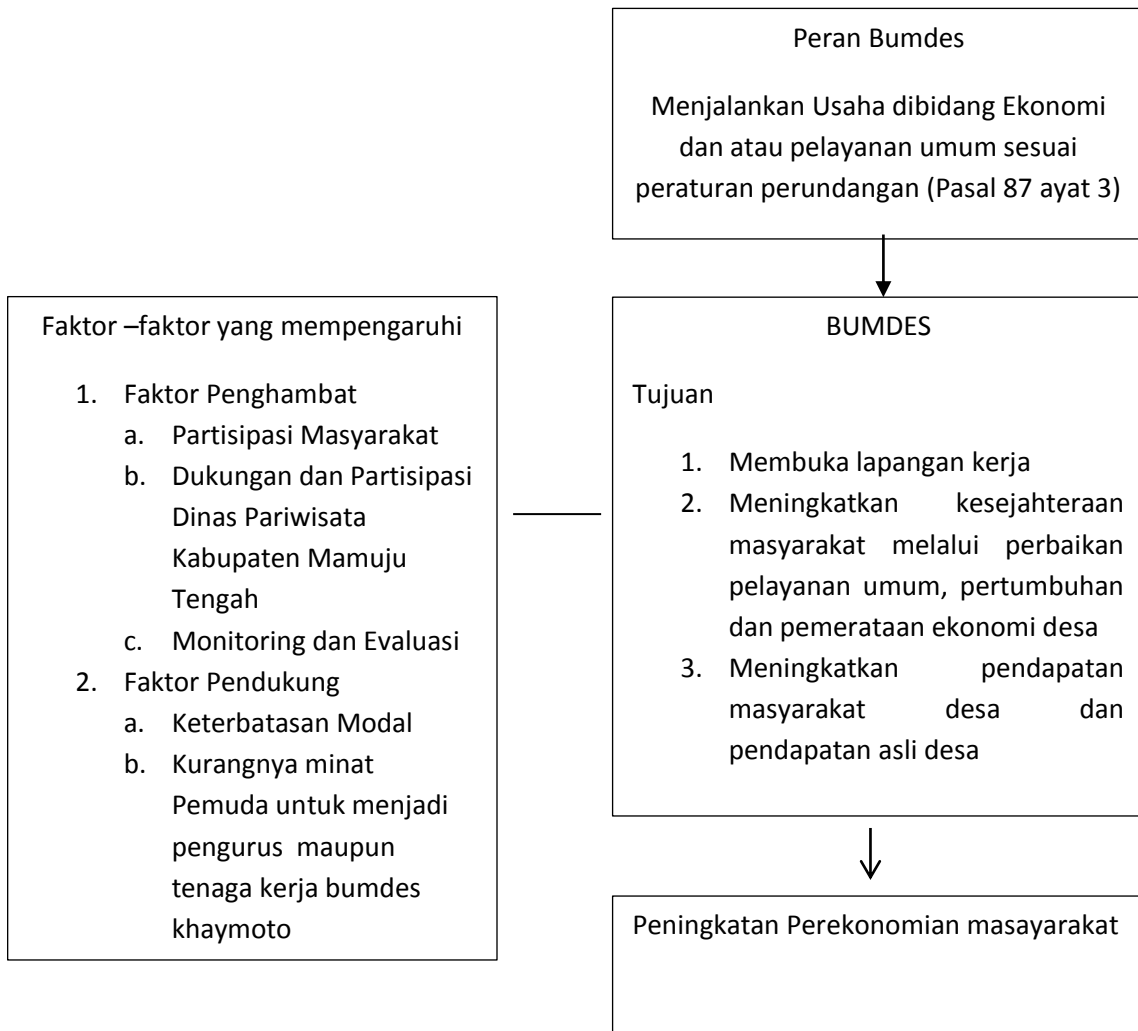 Peran Bumdes
Menjalankan Usaha dibidang Ekonomi
dan atau pelayanan umum sesuai
peraturan perundangan (Pasal 87 ayat 3)
Faktor –faktor yang mempengaruhi
1. Faktor Penghambat
a. Partisipasi Masyarakat
b. Dukungan dan Partisipasi
Dinas Pariwisata
Kabupaten Mamuju
Tengah
c. Monitoring dan Evaluasi
2. Faktor Pendukung
a. Keterbatasan Modal
b. Kurangnya minat
Pemuda untuk menjadi
pengurus maupun
tenaga kerja bumdes
khaymoto
BUMDES
Tujuan
1. Membuka lapangan kerja
2. Meningkatkan kesejahteraan
masyarakat melalui perbaikan
pelayanan umum, pertumbuhan
dan pemerataan ekonomi desa
3. Meningkatkan pendapatan
masyarakat desa dan
pendapatan asli desa
Peningkatan Perekonomian masayarakat